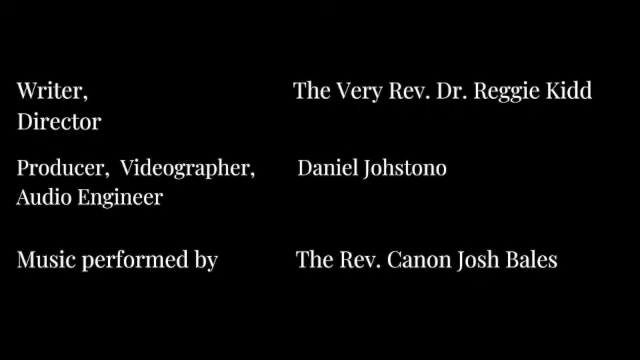 Writer, The Very Rev. Dr. Reggie Kidd
Director
Producer, Videographer, Daniel Johstono
Audio Engineer
Music performed by The Rev. Canon Josh Bales